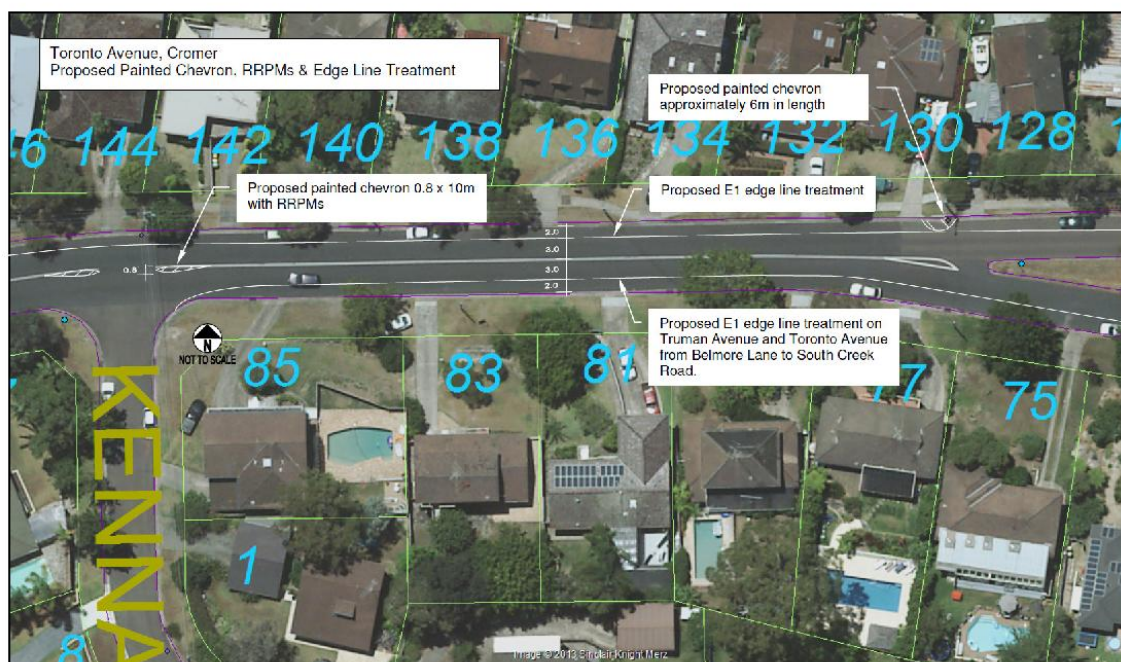 Toronto Avenue, Cromer
Proposed Painted Chevron. RRPMs & Edge Line Treatment
Proposed painted chevron
approximately 6m in length
46 144 142 140 138 136 134 132 130 128
Proposed painted chevron 0.8 x 10m
with RRPMs
Proposed E1 edge line treatment
2.0
3.0
0.8
3.0
2.0
Proposed E1 edge line treatment on
Truman Avenue and Toronto Avenue
from Belmore Lane to South Creek
Road.
N
NOT TO SCALE
85 83 81 77 75
KENNA
1
8
Image © 2013 Sinclair Knight Merz